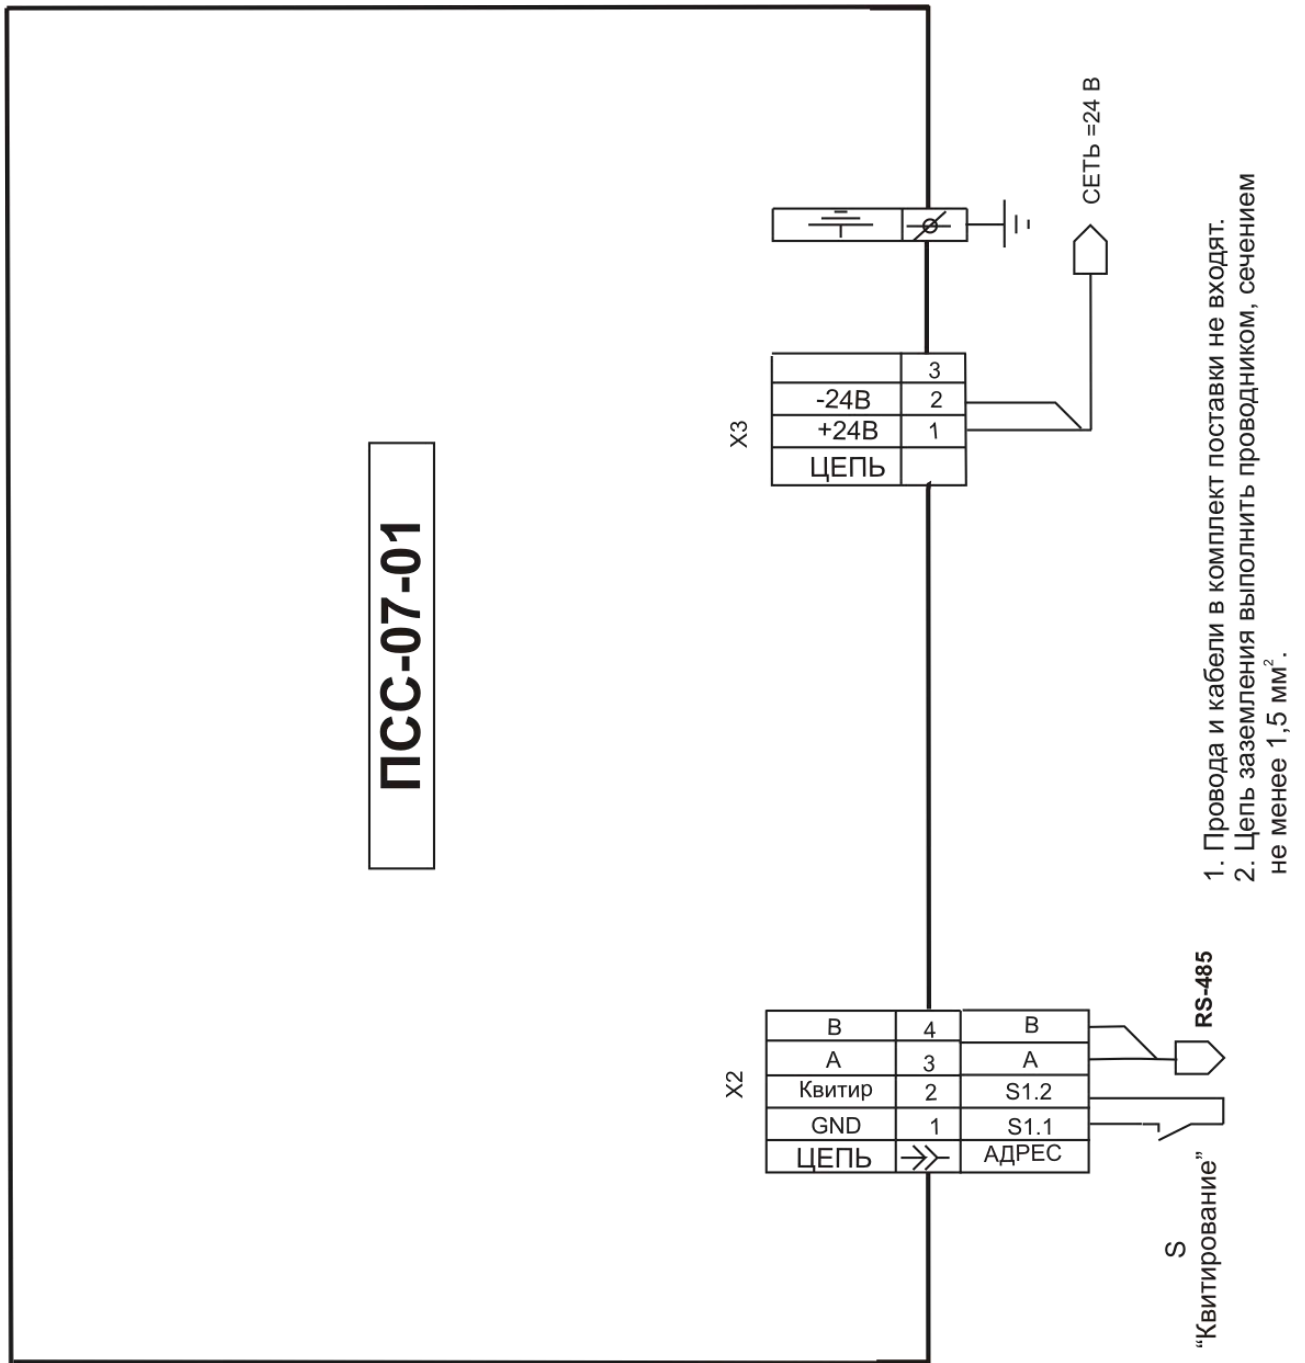 СЕТЬ =24 В
3
-24В 2
+24В 1
ЦЕПЬ
X3
ПСС-07-01
1. Провода и кабели в комплект поставки не входят.
2. Цепь заземления выполнить проводником, сечением
не менее 1,5 мм².
RS-485
X2
В 4 В
А 3 А
Квитир 2 S1.2
GND 1 S1.1
ЦЕПЬ АДРЕС
S
“Квитирование”